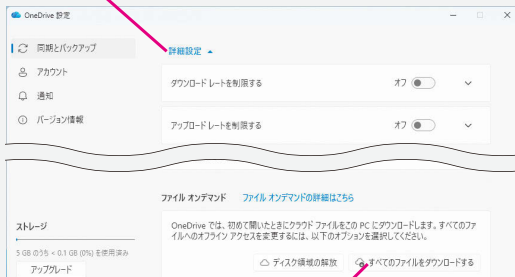 OneDrive 設定
同期とバックアップ
アカウント
通知
バージョン情報
詳細設定
ダウンロード レートを制限する
オフ
アップロード レートを制限する
オフ
ファイル オンデマンド ファイル オンデマンドの詳細はこちら
OneDrive では、初めて開いたときにクラウド ファイルをこの PC にダウンロードします。すべてのファ
イルへのオフライン アクセスを変更するには、以下のオプションを選択してください。
ディスク領域の解放 すべてのファイルをダウンロードする
ストレージ
5 GB のうち < 0.1 GB (0%) を使用済み
アップグレード